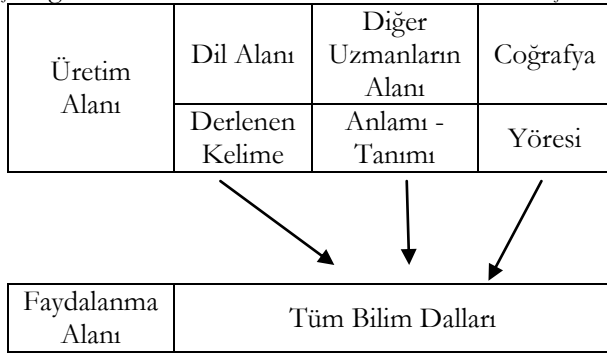 Üretim
Alanı
Dil Alanı
Diğer
Uzmanların
Alanı
Coğrafya
Derlenen
Kelime
Anlamı -
Tanımı
Yöresi
Faydalanma
Alanı
Tüm Bilim Dalları